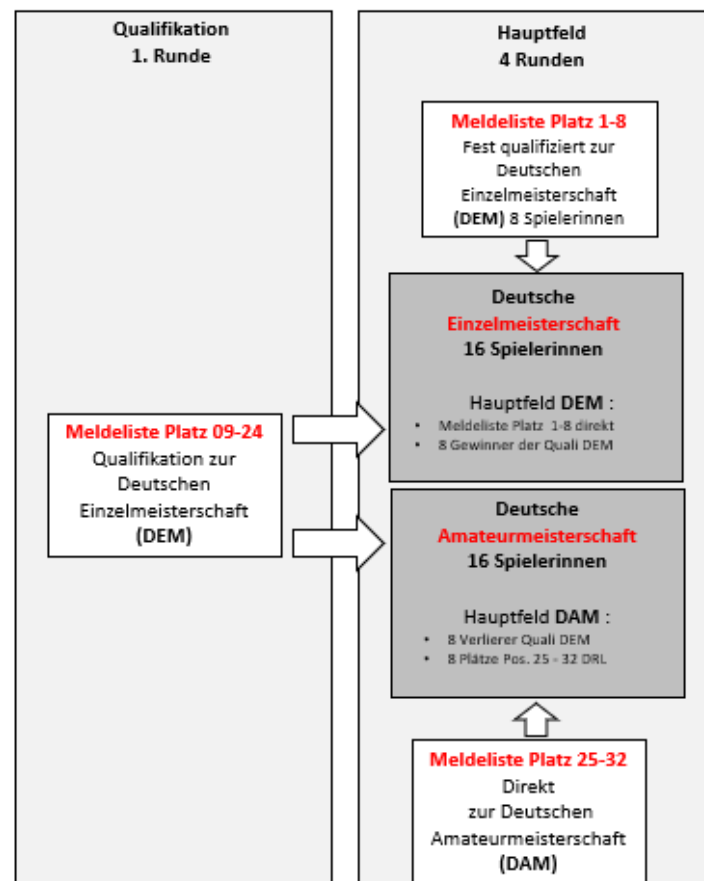 Qualifikation
1. Runde
Hauptfeld
4 Runden
Meldeliste Platz 1-8
Fest qualifiziert zur
Deutschen
Einzelmeisterschaft
(DEM) 8 Spielerinnen
Deutsche
Einzelmeisterschaft
16 Spielerinnen
Hauptfeld DEM :
• Meldeliste Platz 1-8 direkt
• 8 Gewinner der Quali DEM
Meldeliste Platz 09-24
Qualifikation zur
Deutschen
Einzelmeisterschaft
(DEM)
Deutsche
Amateurmeisterschaft
16 Spielerinnen
Hauptfeld DAM :
• 8 Verlierer Quali DEM
• 8 Plätze Pos. 25 - 32 DRL
Meldeliste Platz 25-32
Direkt
zur Deutschen
Amateurmeisterschaft
(DAM)